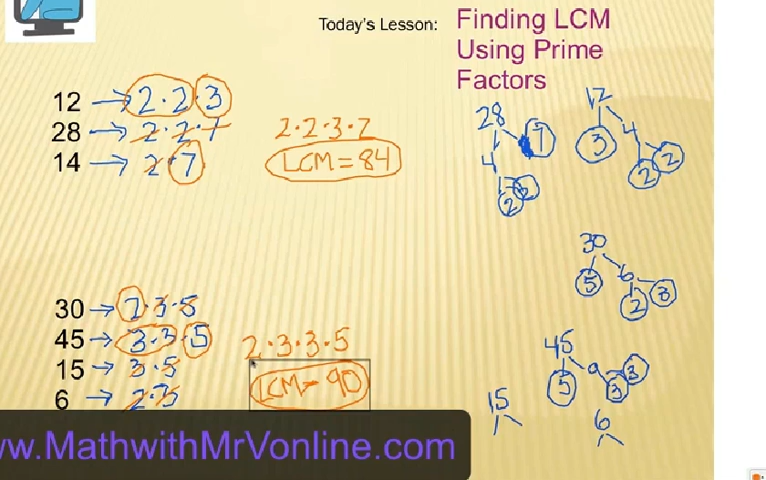 Today's Lesson:
Finding LCM
Using Prime
Factors
12 → 2·2·3
28 → 2·2·7
14 → 2·7
2·2·3·7
LCM = 84
28
7
4
2 2
12
3 4
2 2
30 → 2·3·5
45 → 3·3·5
15 → 3·5
6 → 2·3
2·3·3·5
LCM = 90
30
5 6
2 3
45
5 9
3 3
15
6
ww.MathwithMrVonline.com